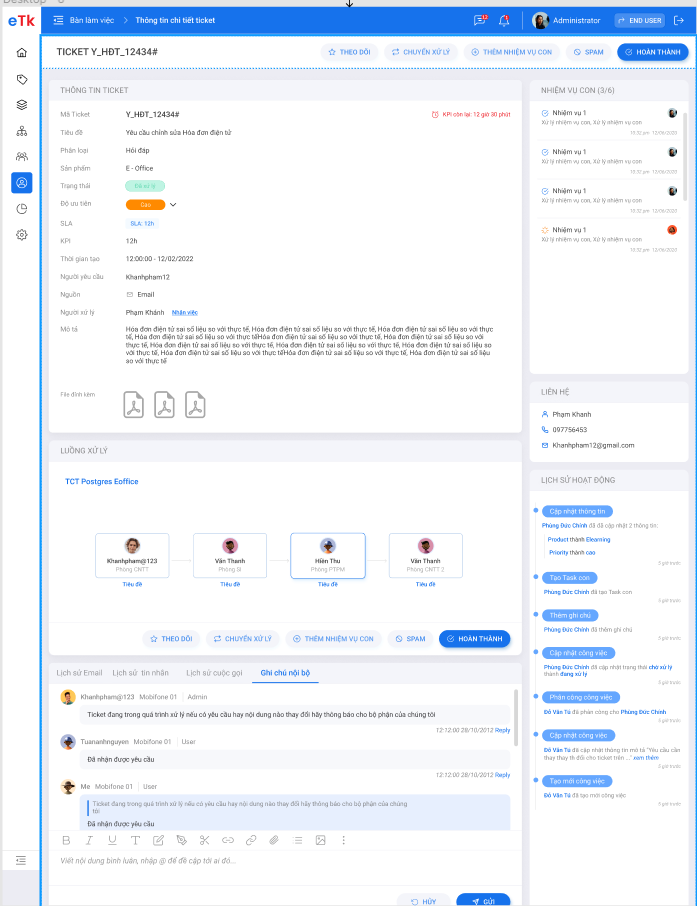 eTk
Bàn làm việc > Thông tin chi tiết ticket
Administrator
END USER
TICKET Y_HĐT_12434#
THEO DÕI
CHUYỂN XỬ LÝ
THÊM NHIỆM VỤ CON
SPAM
HOÀN THÀNH
THÔNG TIN TICKET
Mã Ticket
Y_HĐT_12434#
KPI còn lại: 12 giờ 30 phút
Tiêu đề
Yêu cầu chỉnh sửa Hóa đơn điện tử
Phân loại
Hỏi đáp
Sản phẩm
E - Office
Trạng thái
Đã xử lý
Độ ưu tiên
Cao
SLA
SLA: 12h
KPI
12h
Thời gian tạo
12:00:00 - 12/02/2022
Người yêu cầu
Khanhpham12
Nguồn
Email
Người xử lý
Phạm Khánh Nhận việc
Mô tả
Hóa đơn điện tử sai số liệu so với thực tế, Hóa đơn điện tử sai số liệu so với thực tế, Hóa đơn điện tử sai số liệu so với thực
tế, Hóa đơn điện tử sai số liệu so với thực tếHóa đơn điện tử sai số liệu so với thực tế, Hóa đơn điện tử sai số liệu so với
thực tế, Hóa đơn điện tử sai số liệu so với thực tế, Hóa đơn điện tử sai số liệu so với thực tế, Hóa đơn điện tử sai số liệu so
với thực tế, Hóa đơn điện tử sai số liệu so với thực tếHóa đơn điện tử sai số liệu so với thực tế, Hóa đơn điện tử sai số liệu
so với thực tế
File đính kèm
LUỒNG XỬ LÝ
TCT Postgres Eoffice
Khanhpham@123
Phòng CNTT
Tiêu đề
Văn Thanh
Phòng SI
Tiêu đề
Hiền Thu
Phòng PTPM
Tiêu đề
Văn Thanh
Phòng CNTT 2
Tiêu đề
THEO DÕI
CHUYỂN XỬ LÝ
THÊM NHIỆM VỤ CON
SPAM
HOÀN THÀNH
Lịch sử Email
Lịch sử tin nhắn
Lịch sử cuộc gọi
Ghi chú nội bộ
Khanhpham@123 Mobifone 01 | Admin
Ticket đang trong quá trình xử lý nếu có yêu cầu hay nội dung nào thay đổi hãy thông báo cho bộ phận của chúng tôi
12:12:00 28/10/2012 Reply
Tuananhnguyen Mobifone 01 | User
Đã nhận được yêu cầu
12:12:00 28/10/2012 Reply
Me Mobifone 01 | User
Ticket đang trong quá trình xử lý nếu có yêu cầu hay nội dung nào thay đổi hãy thông báo cho bộ phận của chúng
tôi
Đã nhận được yêu cầu
Viết nội dung bình luận, nhập @ để đề cập tới ai đó...
HỦY
GỬI
NHIỆM VỤ CON (3/6)
Nhiệm vụ 1
Xử lý nhiệm vụ con, Xử lý nhiệm vụ con
10:32 pm 12/06/2020
Nhiệm vụ 1
Xử lý nhiệm vụ con, Xử lý nhiệm vụ con
10:32 pm 12/06/2020
Nhiệm vụ 1
Xử lý nhiệm vụ con, Xử lý nhiệm vụ con
10:32 pm 12/06/2020
Nhiệm vụ 1
Xử lý nhiệm vụ con, Xử lý nhiệm vụ con
10:32 pm 12/06/2020
LIÊN HỆ
Phạm Khanh
097756453
Khanhpham12@gmail.com
LỊCH SỬ HOẠT ĐỘNG
Cập nhật thông tin
Phùng Đức Chính đã đã cập nhật 2 thông tin:
Product thành Elearning
Priority thành cao
5 giờ trước
Tạo Task con
Phùng Đức Chính đã tạo Task con
5 giờ trước
Thêm ghi chú
Phùng Đức Chính đã thêm ghi chú
5 giờ trước
Cập nhật công việc
Phùng Đức Chính đã cập nhật trạng thái chờ xử lý
thành đang xử lý
5 giờ trước
Phân công công việc
Đỗ Văn Tú đã phân công cho Phùng Đức Chính
5 giờ trước
Cập nhật công việc
Đỗ Văn Tú đã cập nhật thông tin mô tả "Yêu cầu cần
thay thay th đổi cho ticket trên ..." xem thêm
5 giờ trước
Tạo mới công việc
Đỗ Văn Tú đã tạo mới công việc
5 giờ trước